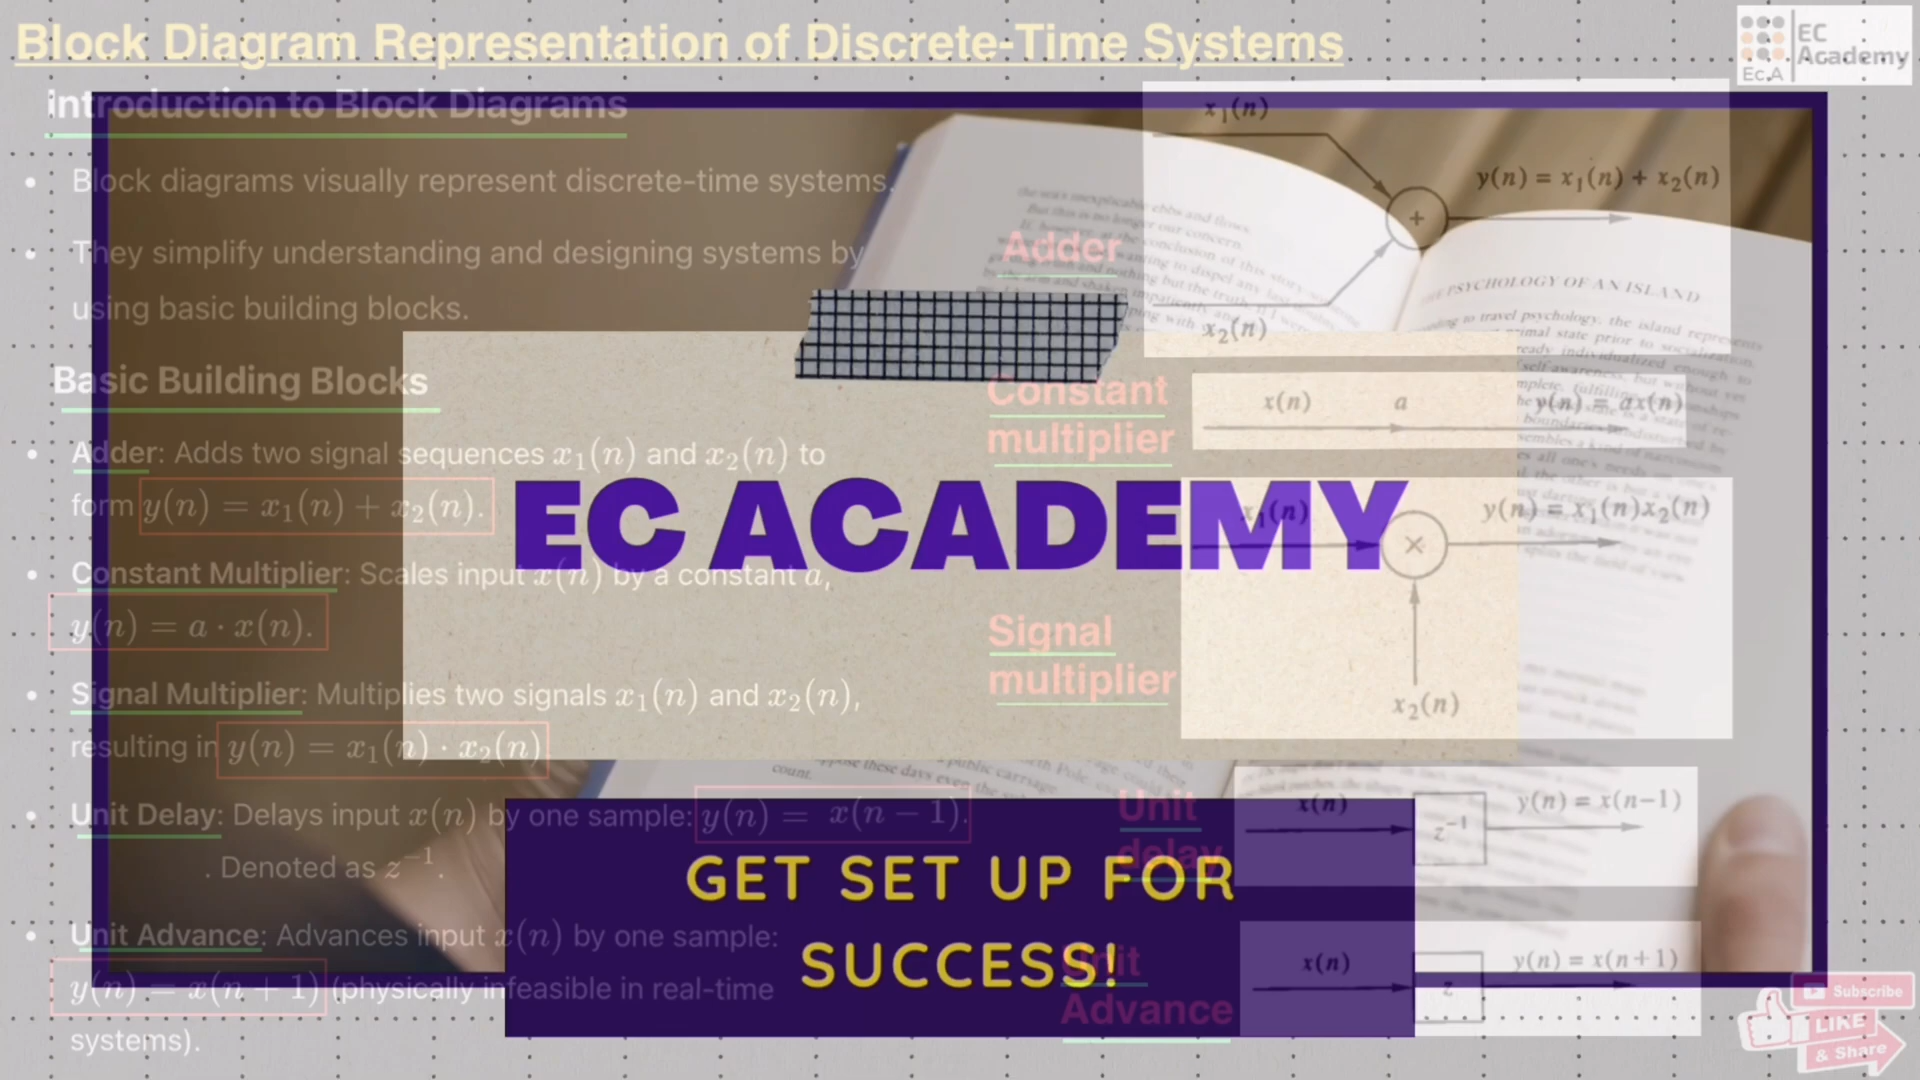 Block Diagram Representation of Discrete-Time Systems
EC
Academy
Ec.A
Introduction to Block Diagrams
• Block diagrams visually represent discrete-time systems.
• They simplify understanding and designing systems by
using basic building blocks.
Basic Building Blocks
• Adder: Adds two signal sequences x₁(n) and x₂(n) to
form y(n) = x₁(n) + x₂(n).
• Constant Multiplier: Scales input x(n) by a constant a,
y(n) = a · x(n).
• Signal Multiplier: Multiplies two signals x₁(n) and x₂(n),
resulting in y(n) = x₁(n) · x₂(n)
• Unit Delay: Delays input x(n) by one sample: y(n) = x(n − 1).
. Denoted as z⁻¹.
• Unit Advance: Advances input x(n) by one sample:
y(n) = x(n + 1) (physically infeasible in real-time
systems).
Adder
x₁(n)
+
y(n) = x₁(n) + x₂(n)
x₂(n)
Constant
multiplier
x(n) a y(n) = ax(n)
Signal
multiplier
x₁(n)
×
y(n) = x₁(n)x₂(n)
x₂(n)
Unit
delay
x(n) z⁻¹ y(n) = x(n−1)
Unit
Advance
x(n) z y(n) = x(n+1)
PSYCHOLOGY OF AN ISLAND
EC ACADEMY
GET SET UP FOR
SUCCESS!
Subscribe
LIKE
& Share